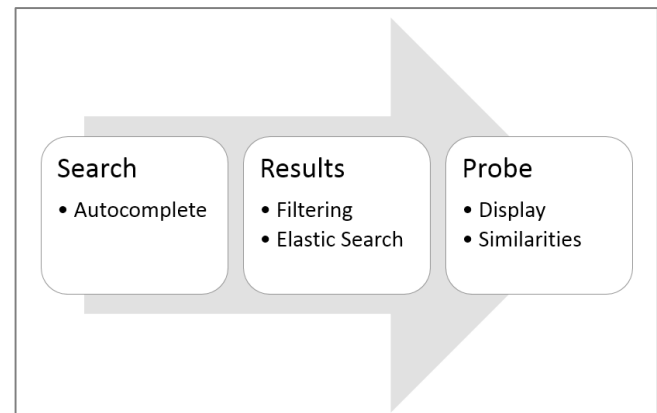 Search
• Autocomplete
Results
• Filtering
• Elastic Search
Probe
• Display
• Similarities